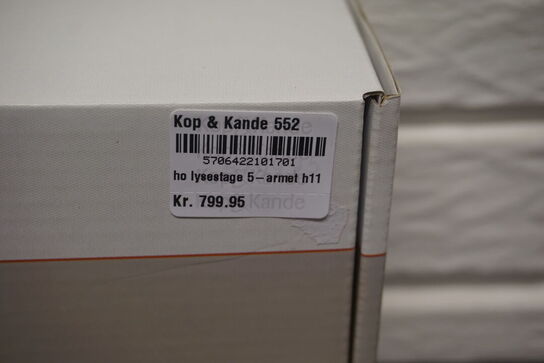 Kop & Kande 552
5706422101701
ho lysestage 5-armet h11
Kr. 799.95